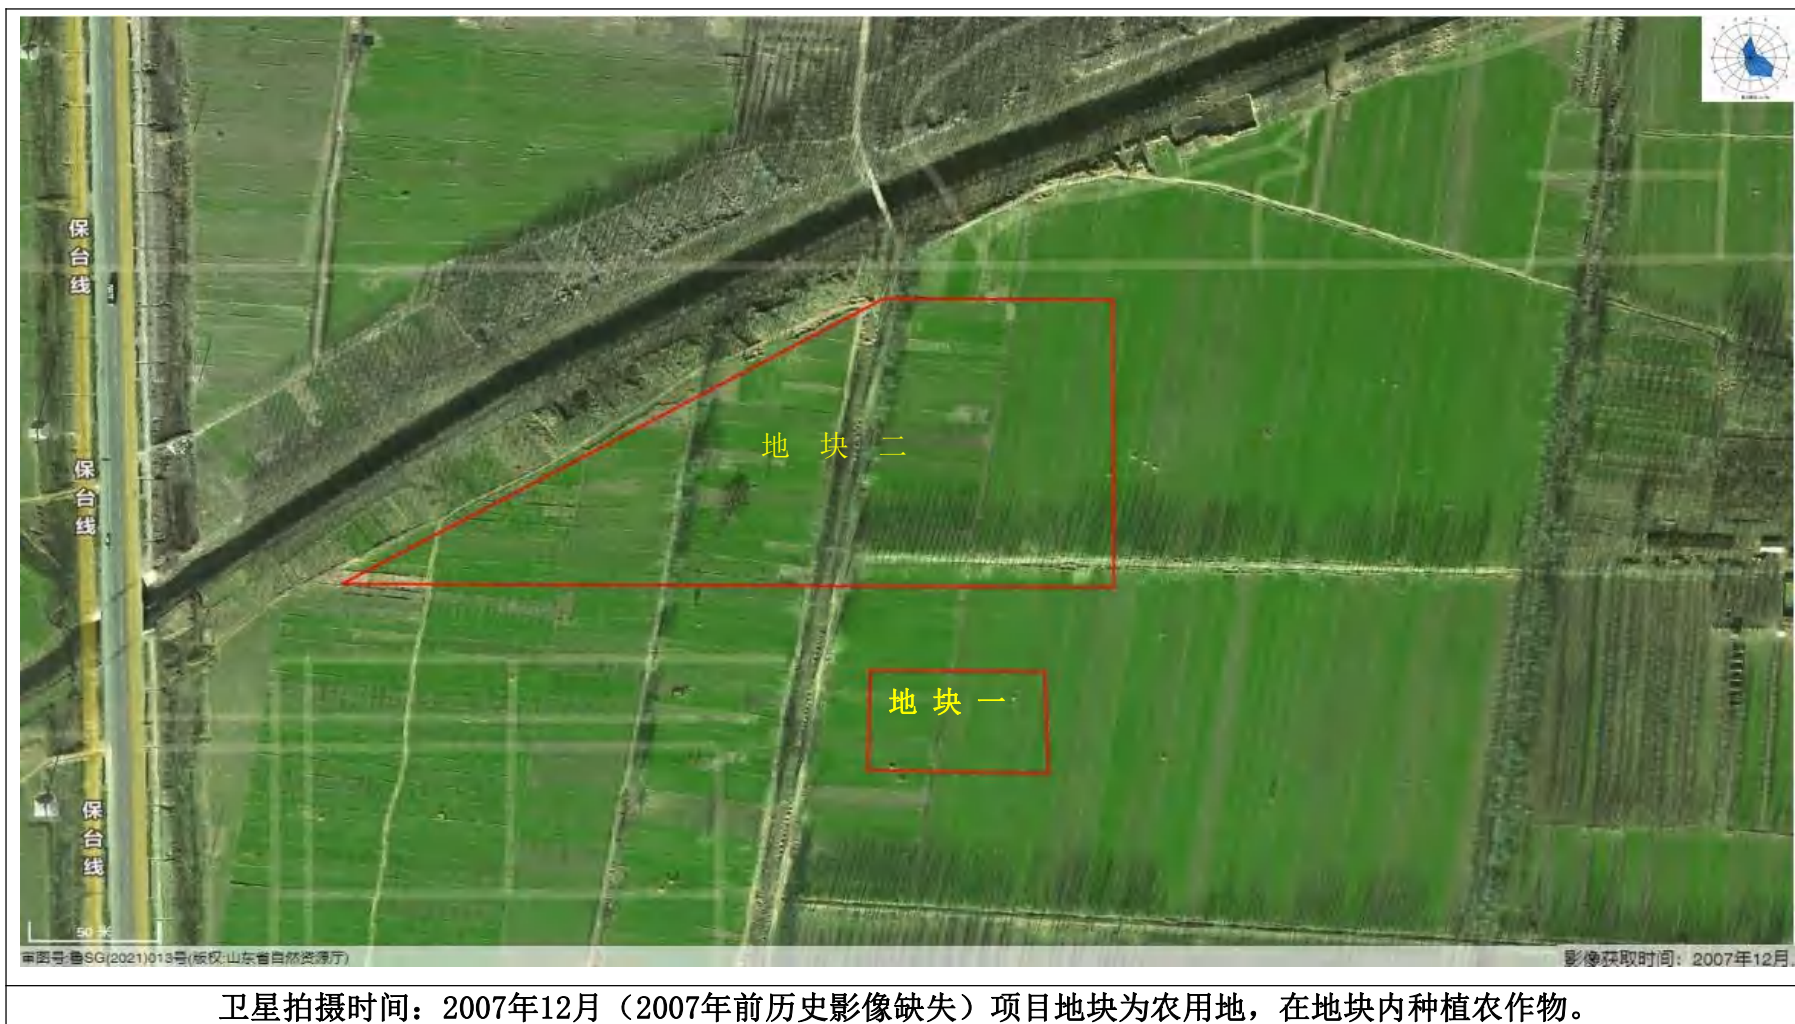 保台线
保台线
地 块 二
地 块 一
保台线
50 米
审图号:鲁SG(2021)013号(版权:山东省自然资源厅)
影像获取时间: 2007年12月
卫星拍摄时间：2007年12月（2007年前历史影像缺失）项目地块为农用地，在地块内种植农作物。